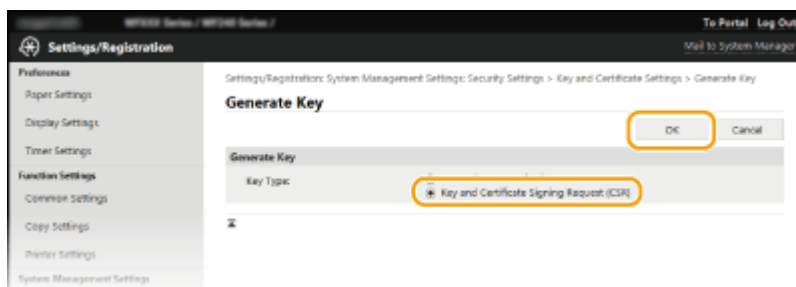 To Portal Log Out
Settings/Registration
Mail to System Manager
Preferences
Paper Settings
Display Settings
Timer Settings
Function Settings
Common Settings
Copy Settings
Printer Settings
System Management Settings
Settings/Registration: System Management Settings: Security Settings > Key and Certificate Settings > Generate Key
Generate Key
OK Cancel
Generate Key
Key Type:
Key and Certificate Signing Request (CSR)